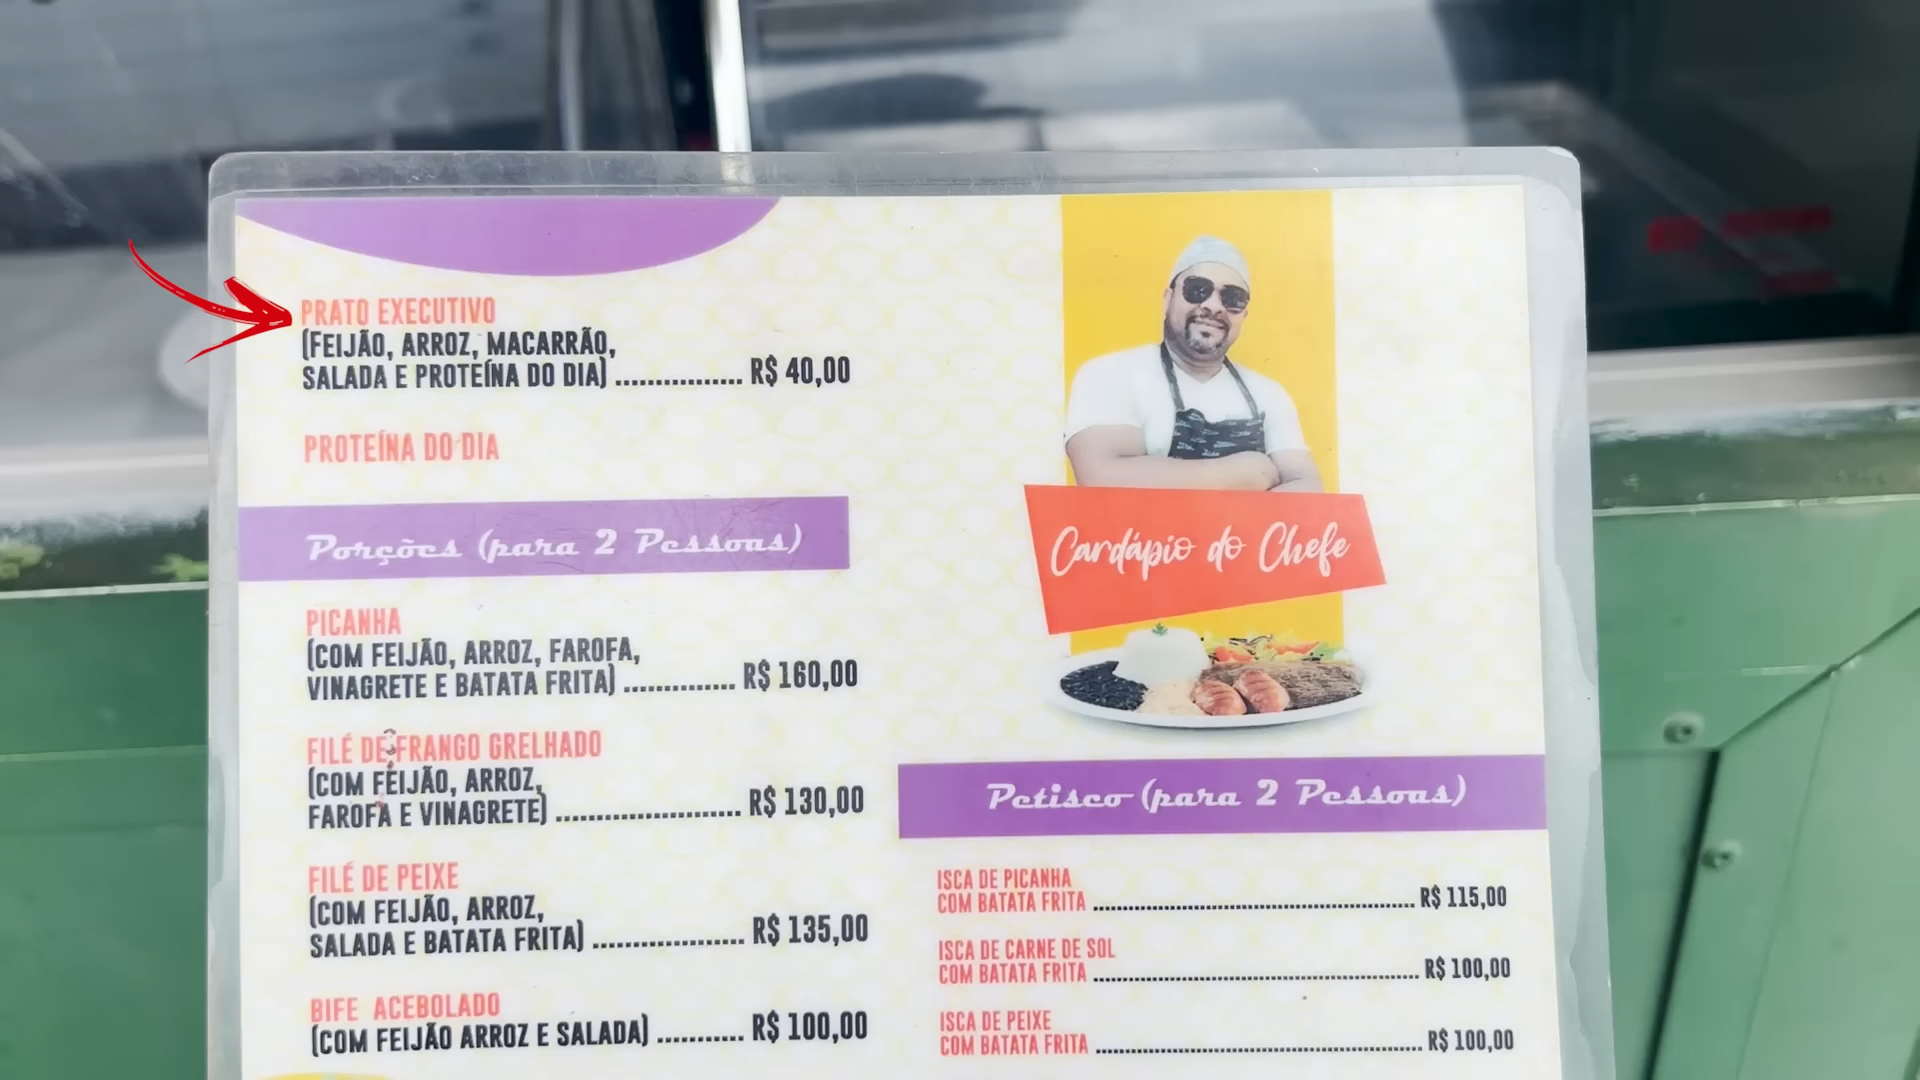 PRATO EXECUTIVO
(FEIJÃO, ARROZ, MACARRÃO,
SALADA E PROTEÍNA DO DIA) ................ R$ 40,00
PROTEÍNA DO DIA
Porções (para 2 Pessoas)
PICANHA
(COM FEIJÃO, ARROZ, FAROFA,
VINAGRETE E BATATA FRITA) .............. R$ 160,00
FILÉ DE FRANGO GRELHADO
(COM FEIJÃO, ARROZ,
FAROFA E VINAGRETE) ....................... R$ 130,00
FILÉ DE PEIXE
(COM FEIJÃO, ARROZ,
SALADA E BATATA FRITA) ................... R$ 135,00
BIFE ACEBOLADO
(COM FEIJÃO ARROZ E SALADA) ........... R$ 100,00
Cardápio do Chefe
Petisco (para 2 Pessoas)
ISCA DE PICANHA
COM BATATA FRITA ........................................ R$ 115,00
ISCA DE CARNE DE SOL
COM BATATA FRITA ........................................ R$ 100,00
ISCA DE PEIXE
COM BATATA FRITA ........................................ R$ 100,00